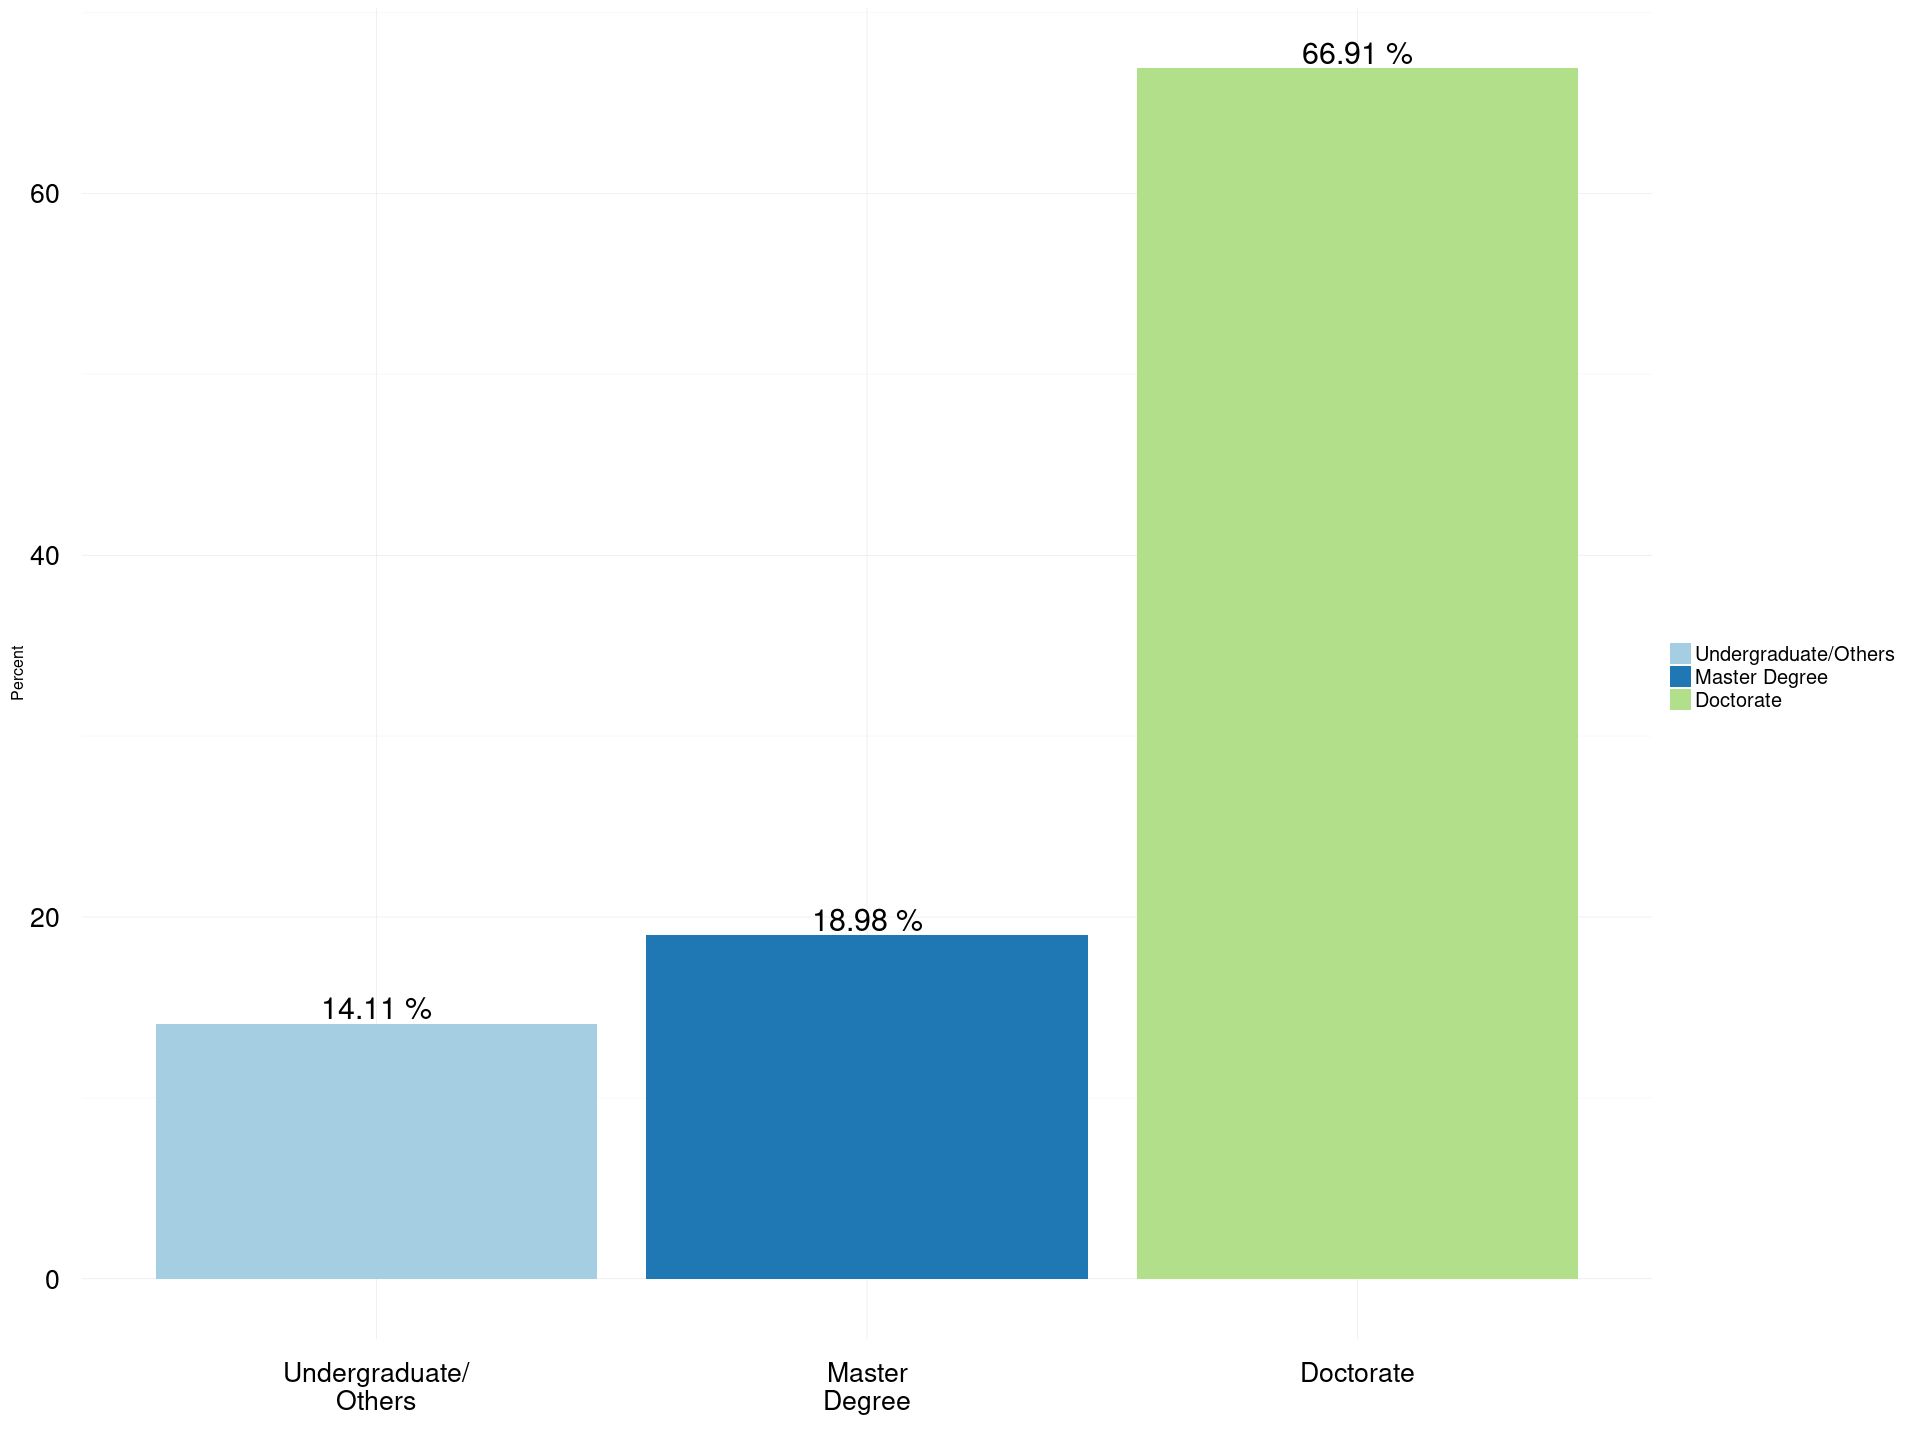 66.91 %
60
40
Percent
Undergraduate/Others
Master Degree
Doctorate
20
18.98 %
14.11 %
0
Undergraduate/
Others
Master
Degree
Doctorate